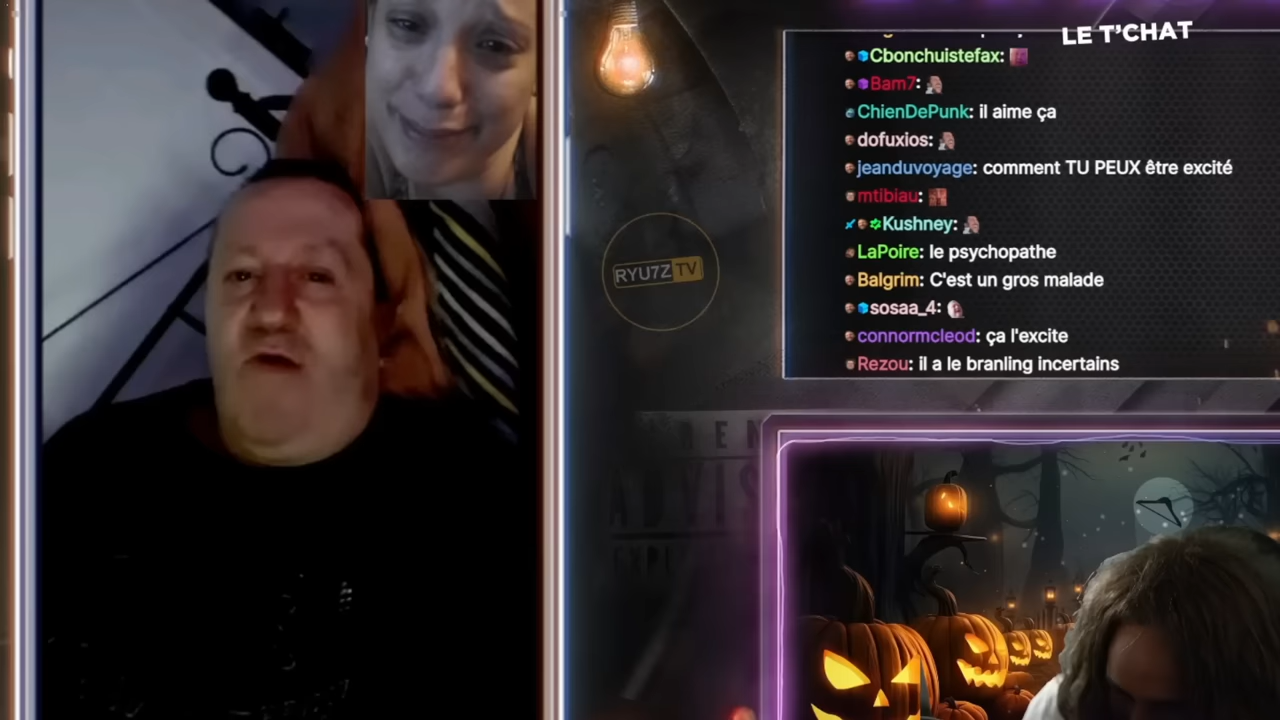 LE T'CHAT
Cbonchuistefax:
Bam7:
ChienDePunk: il aime ça
dofuxios:
jeanduvoyage: comment TU PEUX être excité
mtibiau:
Kushney:
LaPoire: le psychopathe
Balgrim: C'est un gros malade
sosaa_4:
connormcleod: ça l'excite
Rezou: il a le branling incertains
RYU7Z TV